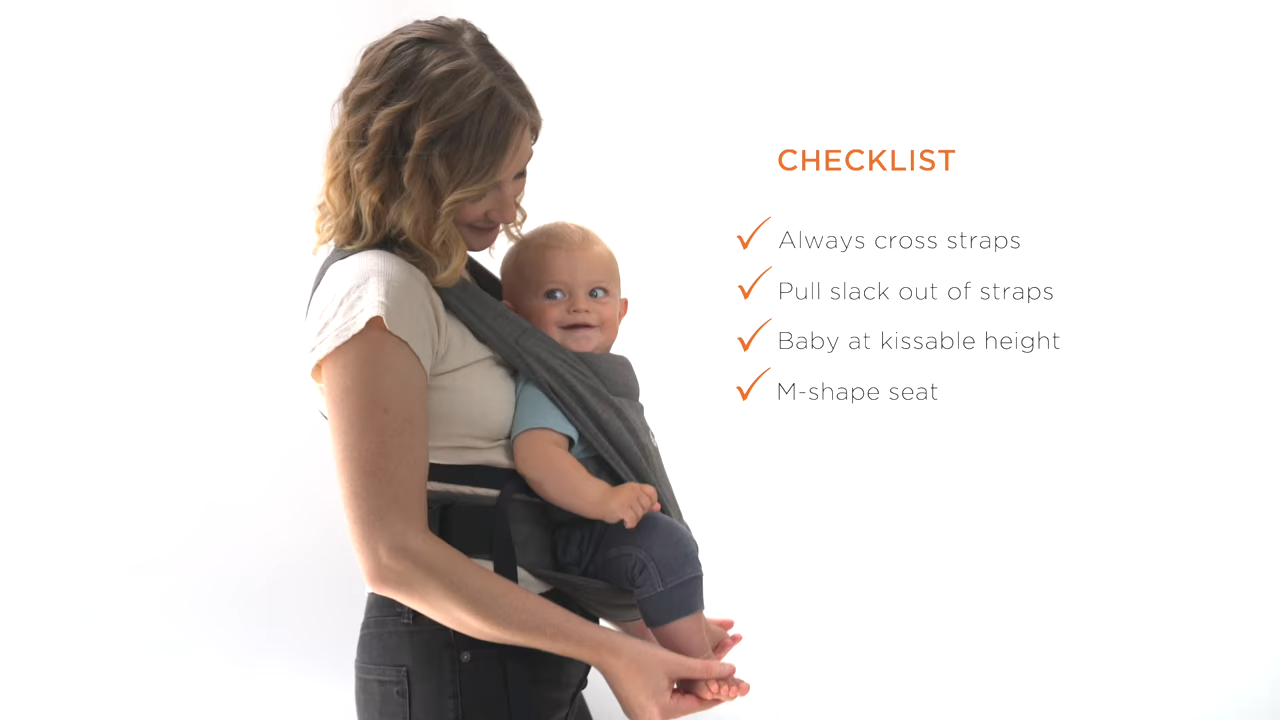 CHECKLIST
Always cross straps
Pull slack out of straps
Baby at kissable height
M-shape seat